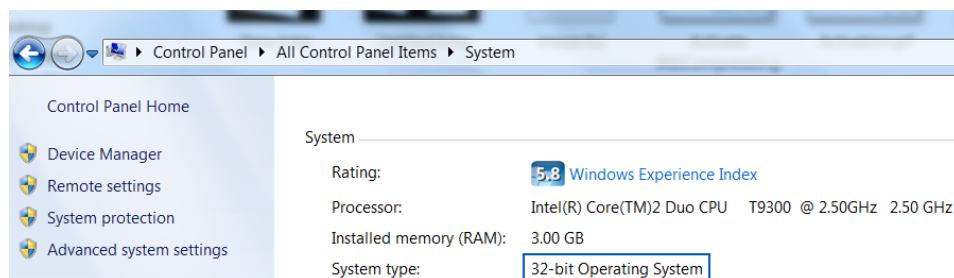 Control Panel ▸ All Control Panel Items ▸ System
Control Panel Home
Device Manager
Remote settings
System protection
Advanced system settings
System
Rating: 5.8 Windows Experience Index
Processor: Intel(R) Core(TM)2 Duo CPU T9300 @ 2.50GHz 2.50 GHz
Installed memory (RAM): 3.00 GB
System type: 32-bit Operating System